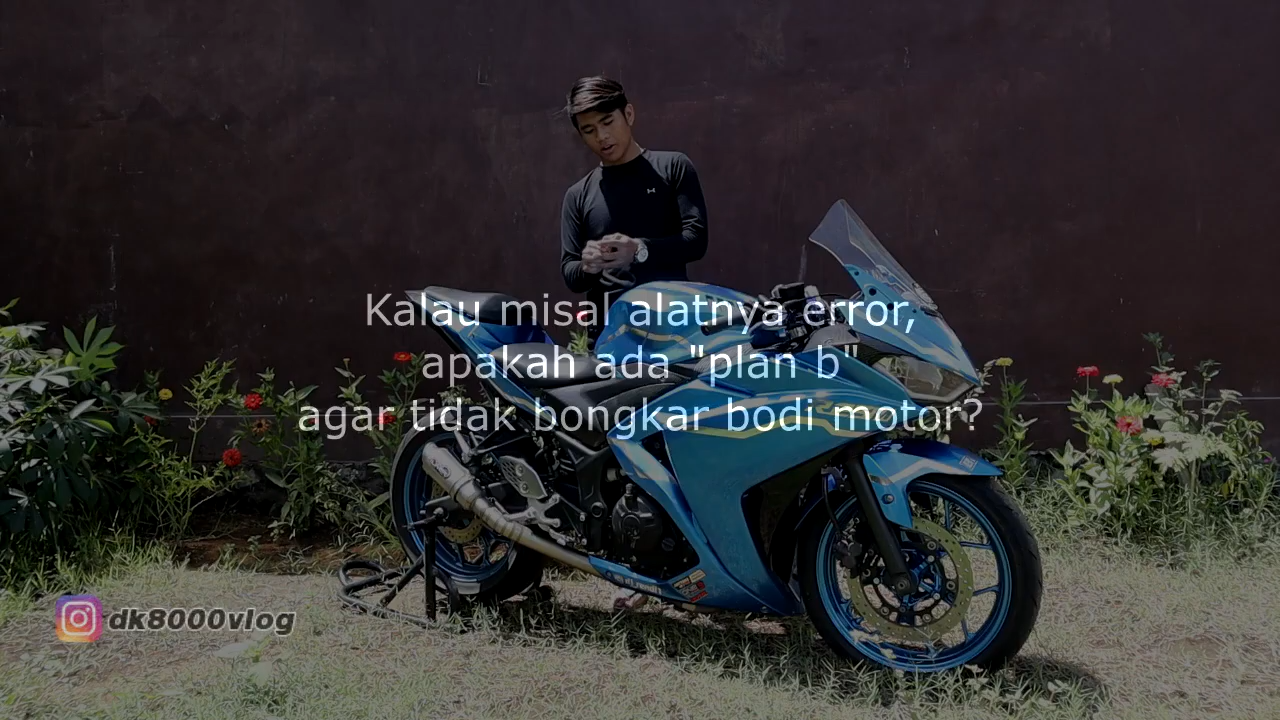 Kalau misal alatnya error,
apakah ada "plan b"
agar tidak bongkar bodi motor?
dk8000vlog